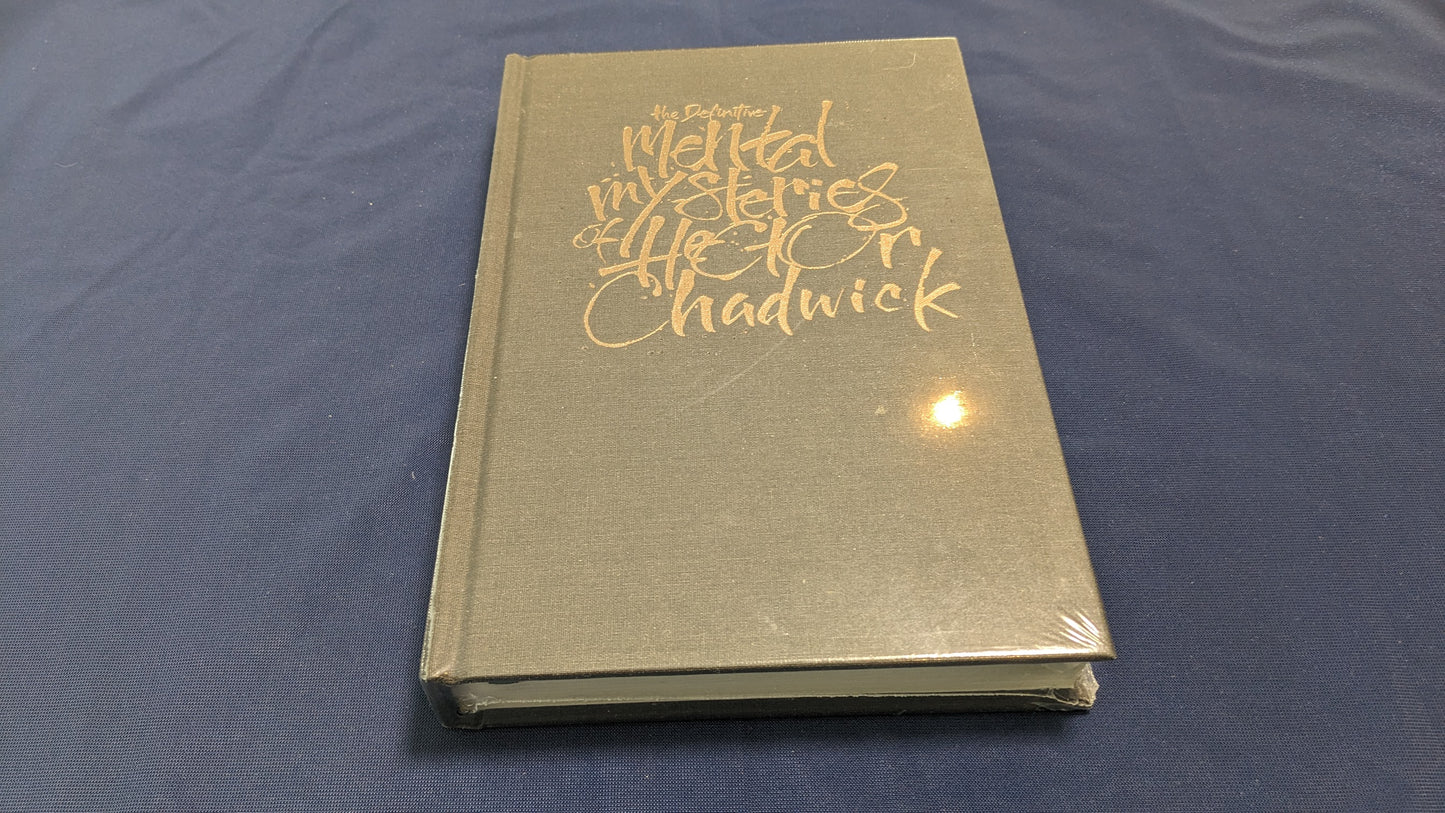 the Definitive
mental
mysteries
of Hector
Chadwick